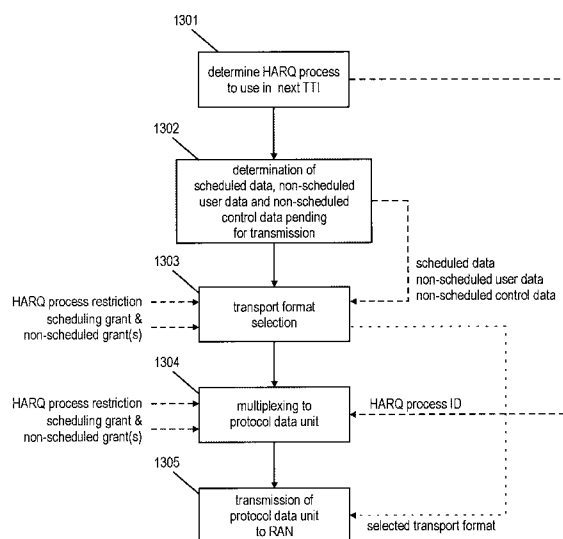 1301
determine HARQ process
to use in next TTI
1302
determination of
scheduled data, non-scheduled
user data and non-scheduled
control data pending
for transmission
scheduled data
non-scheduled user data
non-scheduled control data
1303
HARQ process restriction
scheduling grant &
non-scheduled grant(s)
transport format
selection
1304
HARQ process restriction
scheduling grant &
non-scheduled grant(s)
multiplexing to
protocol data unit
HARQ process ID
1305
transmission of
protocol data unit
to RAN
selected transport format